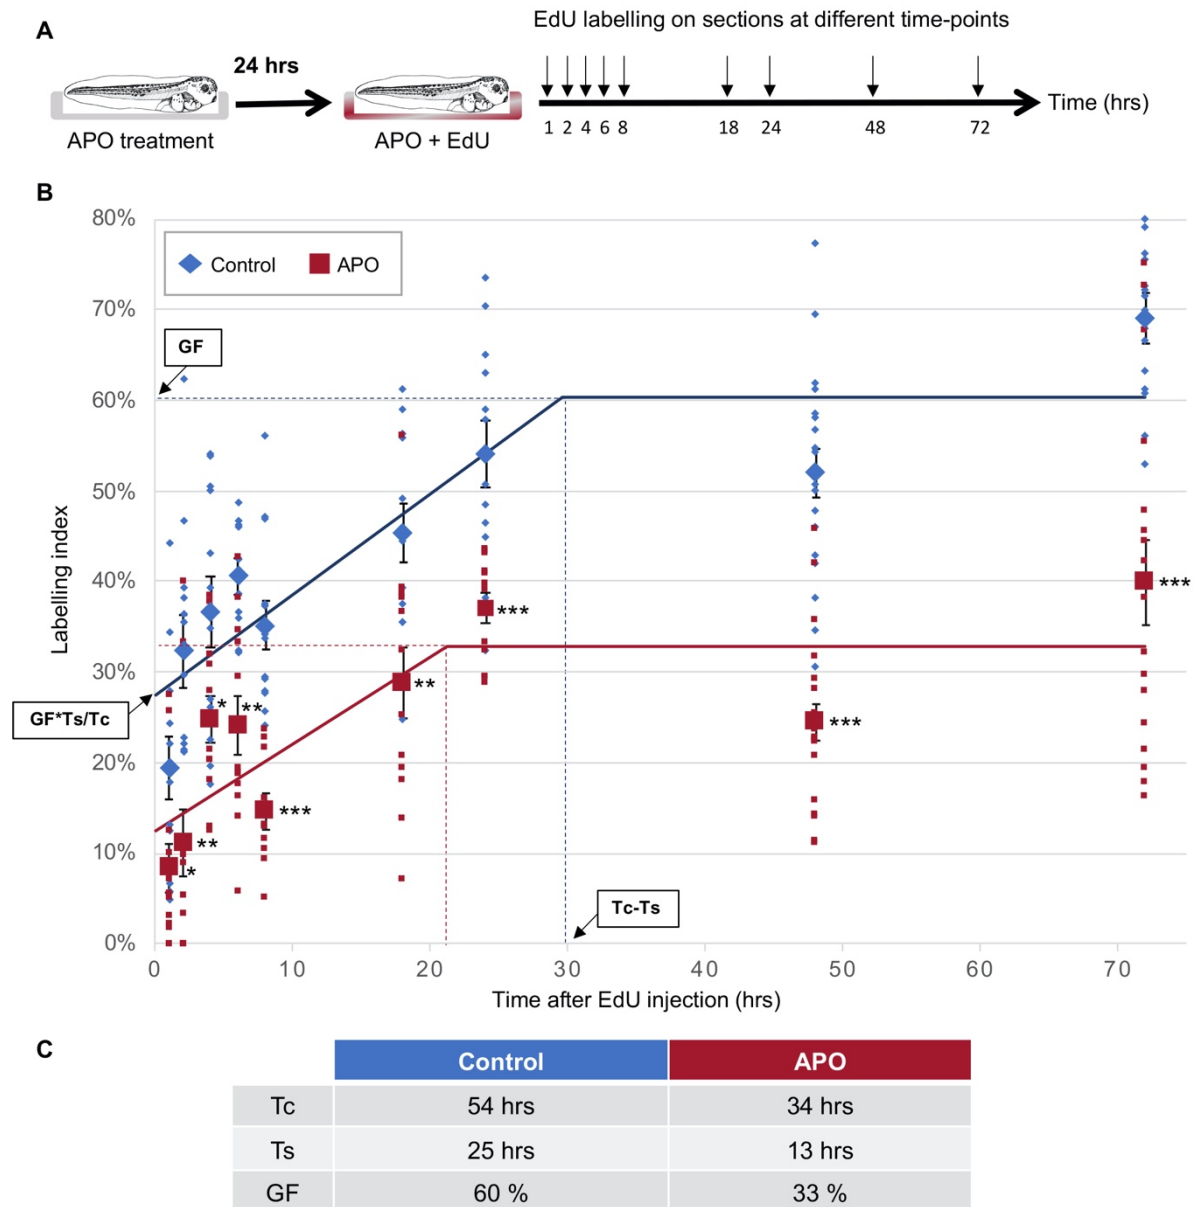 A
EdU labelling on sections at different time-points
24 hrs
APO treatment
APO + EdU
1 2 4 6 8 18 24 48 72
Time (hrs)
B
80%
70%
60%
50%
40%
30%
20%
10%
0%
Labelling index
Control APO
GF
GF*Ts/Tc
Tc-Ts
*
**
*
**
***
**
***
***
***
0 10 20 30 40 50 60 70
Time after EdU injection (hrs)
C
Control APO
Tc 54 hrs 34 hrs
Ts 25 hrs 13 hrs
GF 60 % 33 %